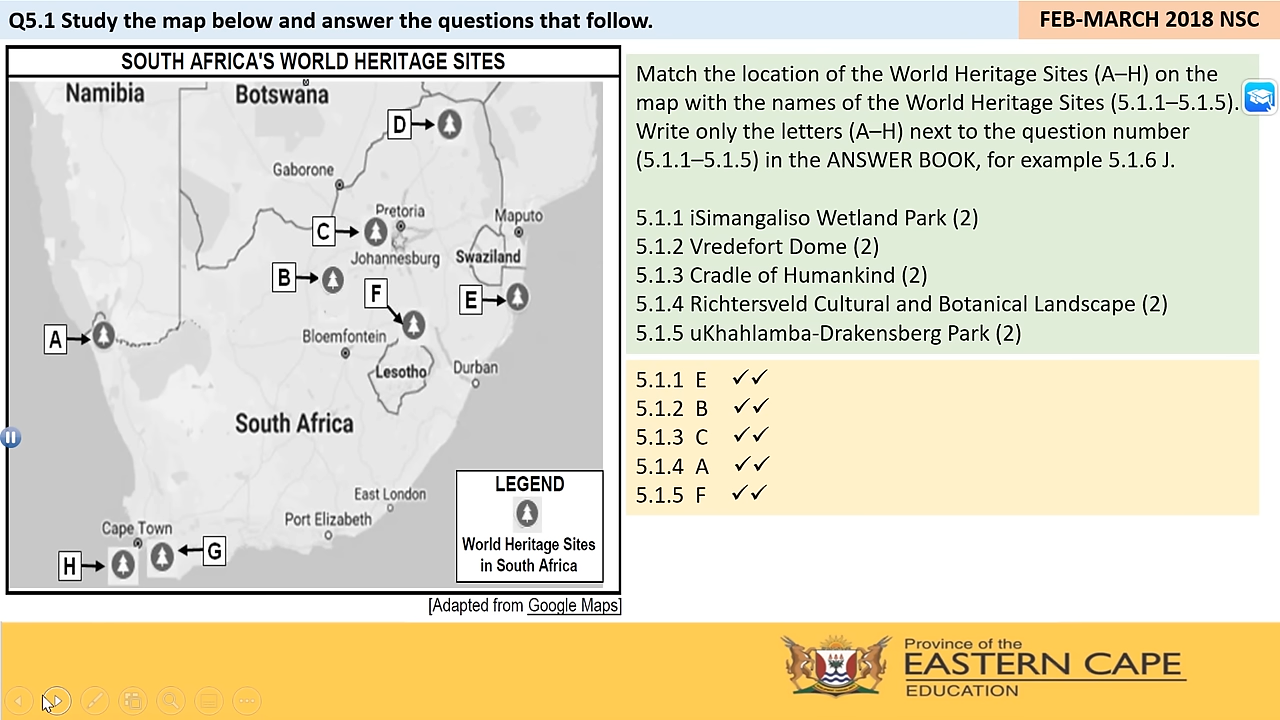 Q5.1 Study the map below and answer the questions that follow.
FEB-MARCH 2018 NSC
SOUTH AFRICA'S WORLD HERITAGE SITES
Namibia
Botswana
D
Gaborone
Pretoria
Maputo
C
Johannesburg
Swaziland
B
F
E
A
Bloemfontein
Lesotho
Durban
South Africa
East London
Port Elizabeth
Cape Town
G
H
LEGEND
World Heritage Sites
in South Africa
[Adapted from Google Maps]
Match the location of the World Heritage Sites (A–H) on the
map with the names of the World Heritage Sites (5.1.1–5.1.5).
Write only the letters (A–H) next to the question number
(5.1.1–5.1.5) in the ANSWER BOOK, for example 5.1.6 J.
5.1.1 iSimangaliso Wetland Park (2)
5.1.2 Vredefort Dome (2)
5.1.3 Cradle of Humankind (2)
5.1.4 Richtersveld Cultural and Botanical Landscape (2)
5.1.5 uKhahlamba-Drakensberg Park (2)
5.1.1 E ✓✓
5.1.2 B ✓✓
5.1.3 C ✓✓
5.1.4 A ✓✓
5.1.5 F ✓✓
Province of the
EASTERN CAPE
EDUCATION